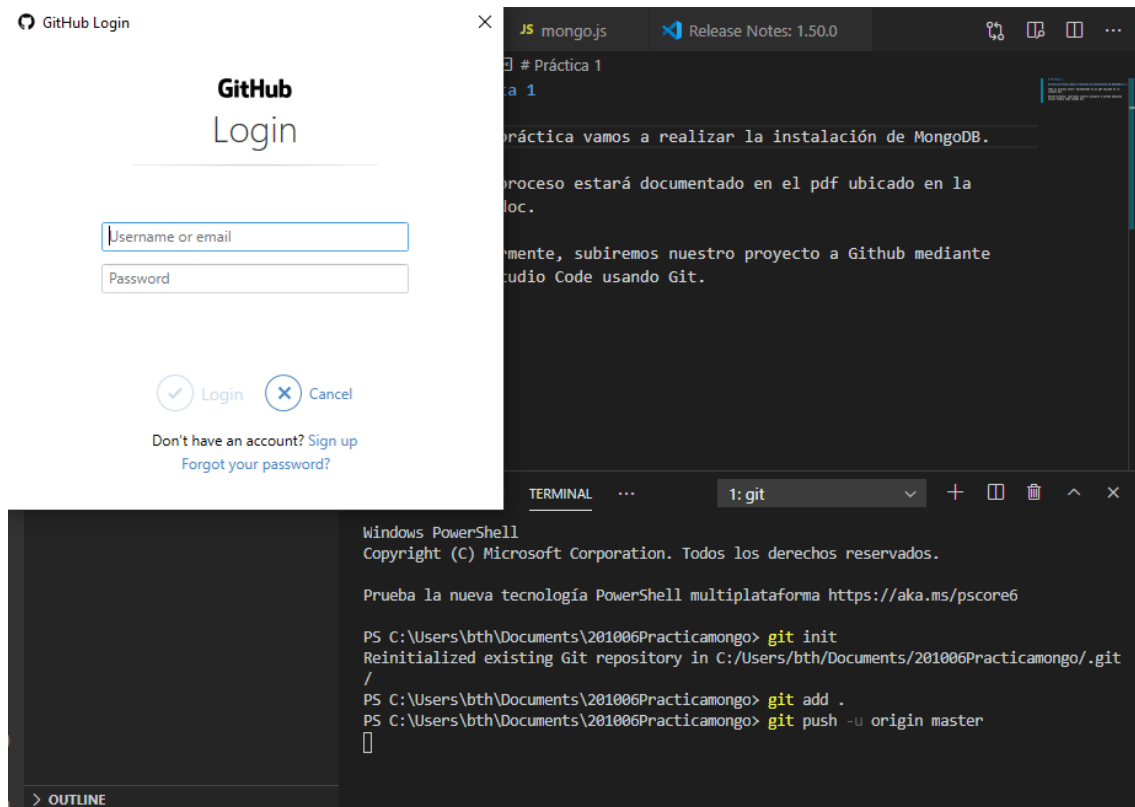 GitHub Login
GitHub
Login
Username or email
Password
Login
Cancel
Don't have an account? Sign up
Forgot your password?
JS mongo.js
Release Notes: 1.50.0
# Práctica 1
a 1
práctica vamos a realizar la instalación de MongoDB.
proceso estará documentado en el pdf ubicado en la
doc.
rmente, subiremos nuestro proyecto a Github mediante
tudio Code usando Git.
TERMINAL
1: git
Windows PowerShell
Copyright (C) Microsoft Corporation. Todos los derechos reservados.
Prueba la nueva tecnología PowerShell multiplataforma https://aka.ms/pscore6
PS C:\Users\bth\Documents\201006Practicamongo> git init
Reinitialized existing Git repository in C:/Users/bth/Documents/201006Practicamongo/.git
/
PS C:\Users\bth\Documents\201006Practicamongo> git add .
PS C:\Users\bth\Documents\201006Practicamongo> git push -u origin master
OUTLINE